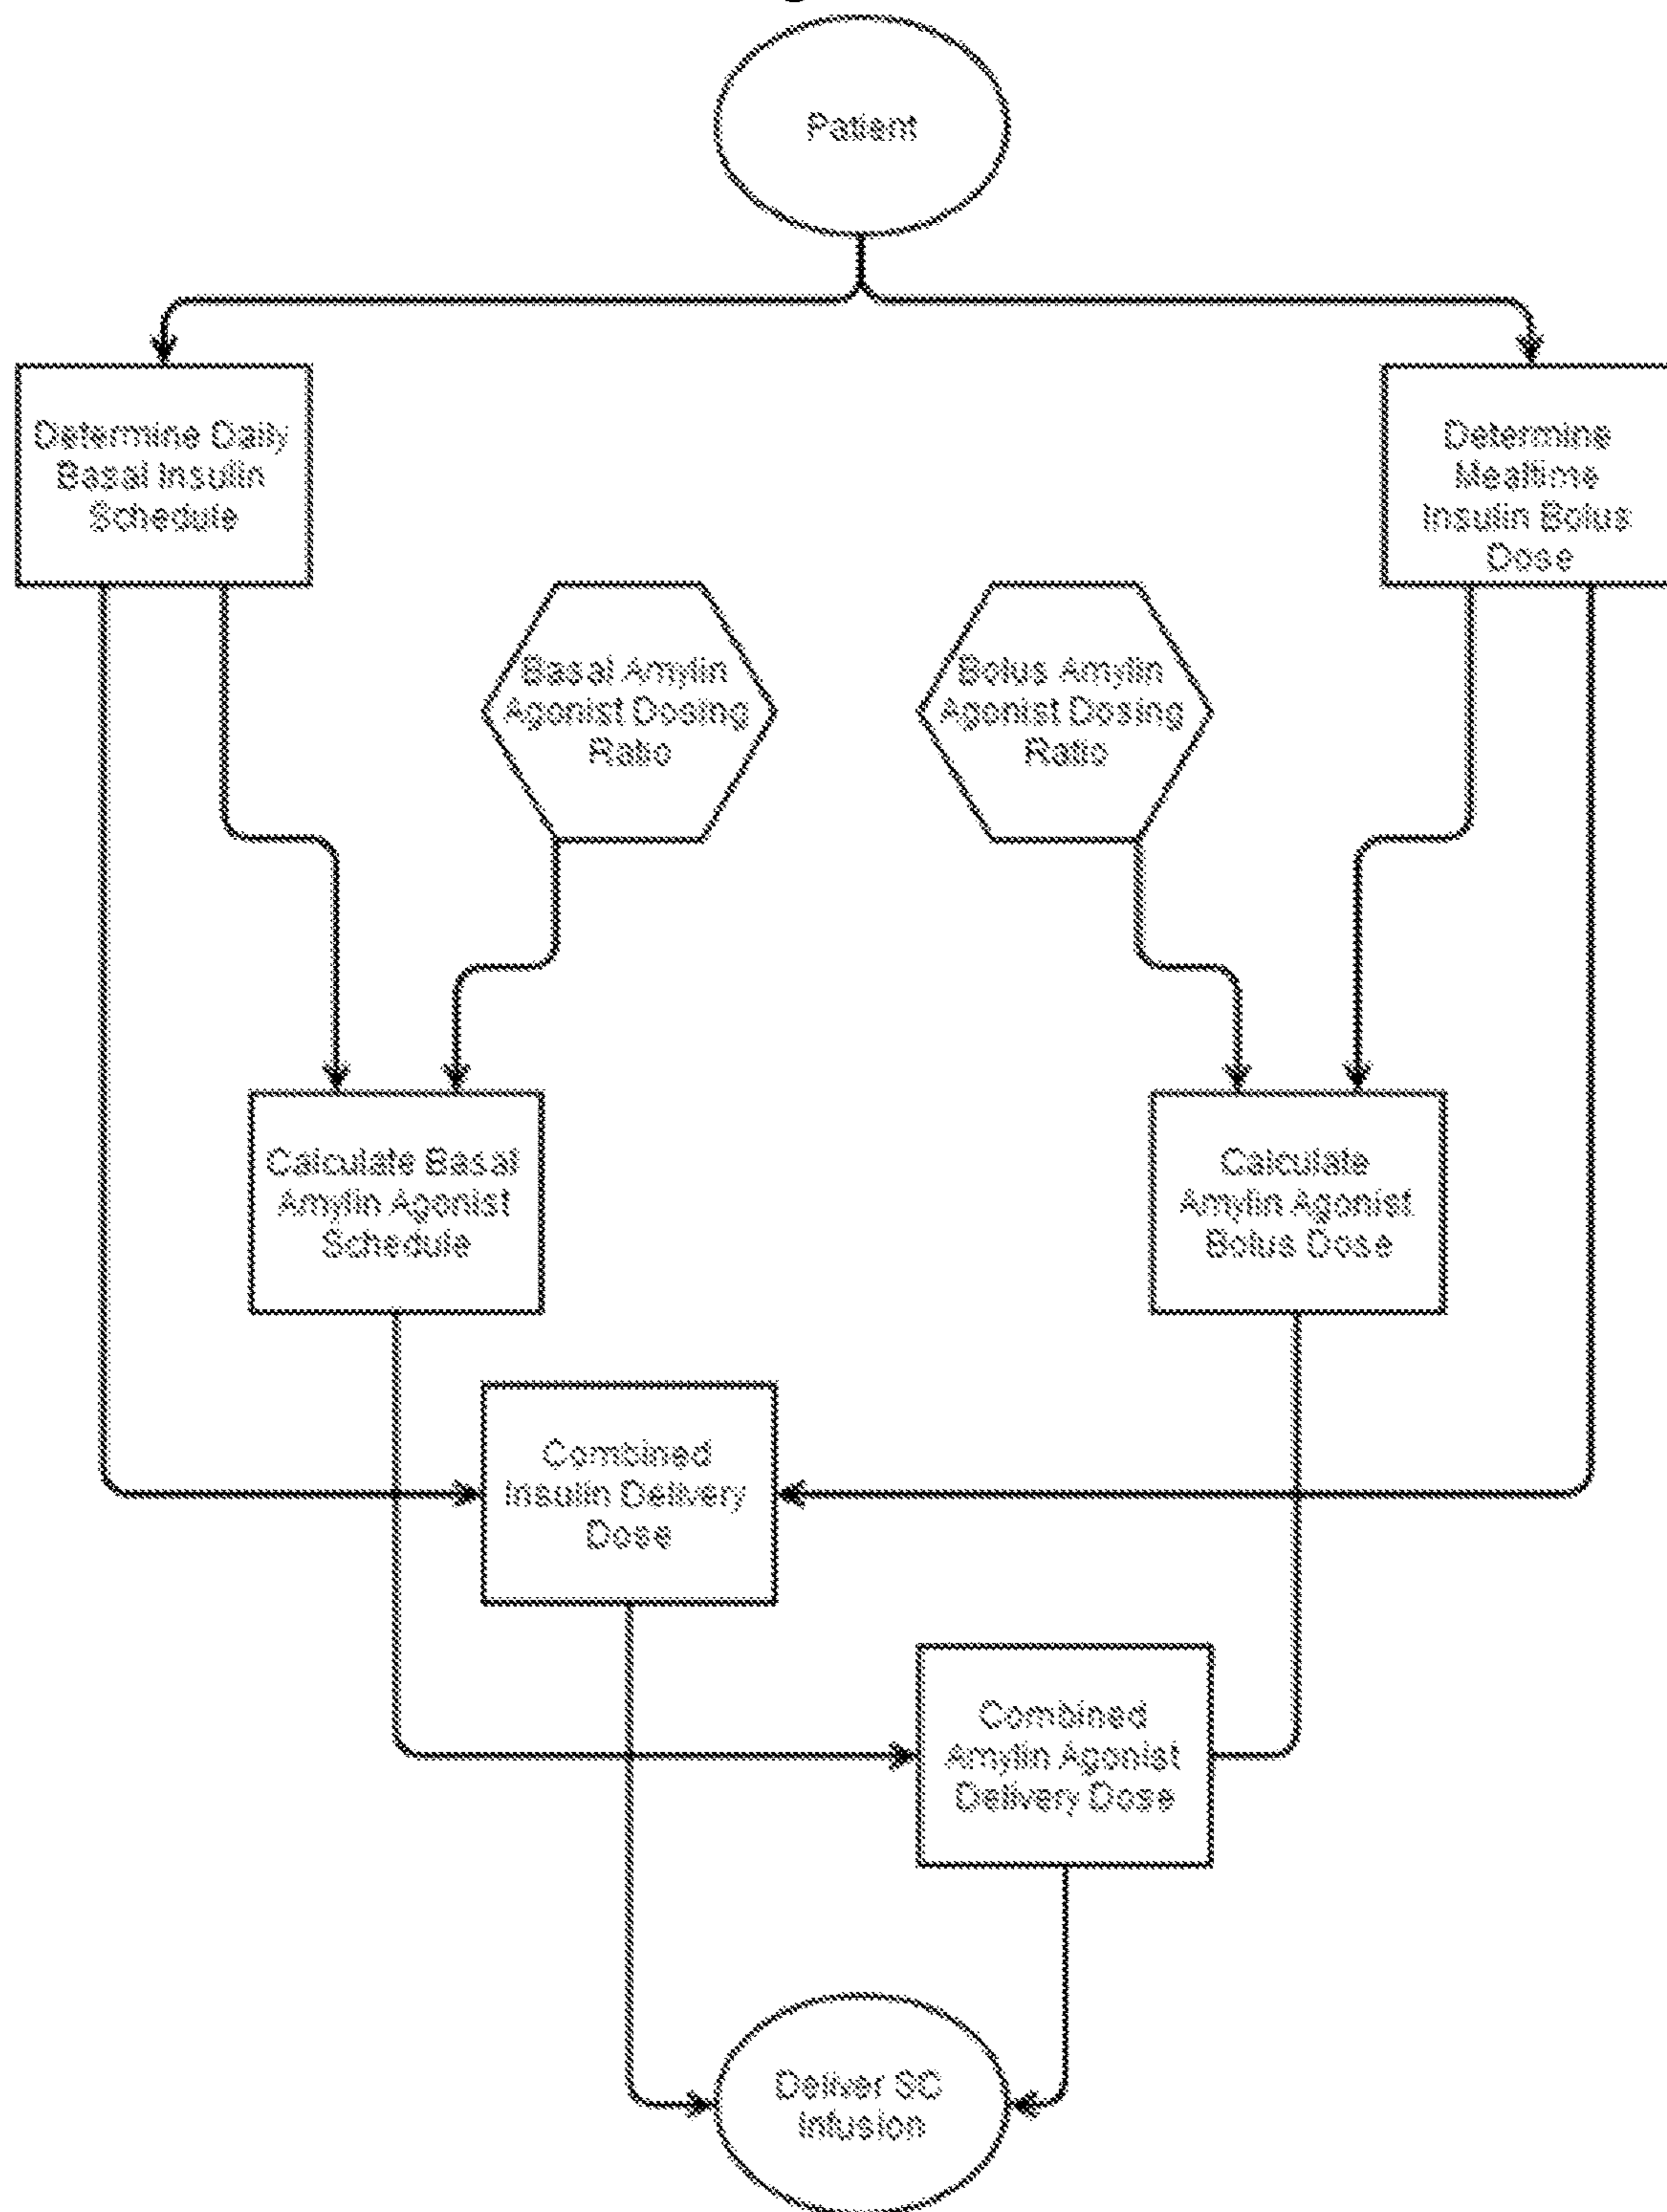 Patient
Determine Daily
Basal Insulin
Schedule
Determine
Mealtime
Insulin Bolus
Dose
Basal Amylin
Agonist Dosing
Ratio
Bolus Amylin
Agonist Dosing
Ratio
Calculate Basal
Amylin Agonist
Schedule
Calculate
Amylin Agonist
Bolus Dose
Combined
Insulin Delivery
Dose
Combined
Amylin Agonist
Delivery Dose
Deliver SC
Infusion